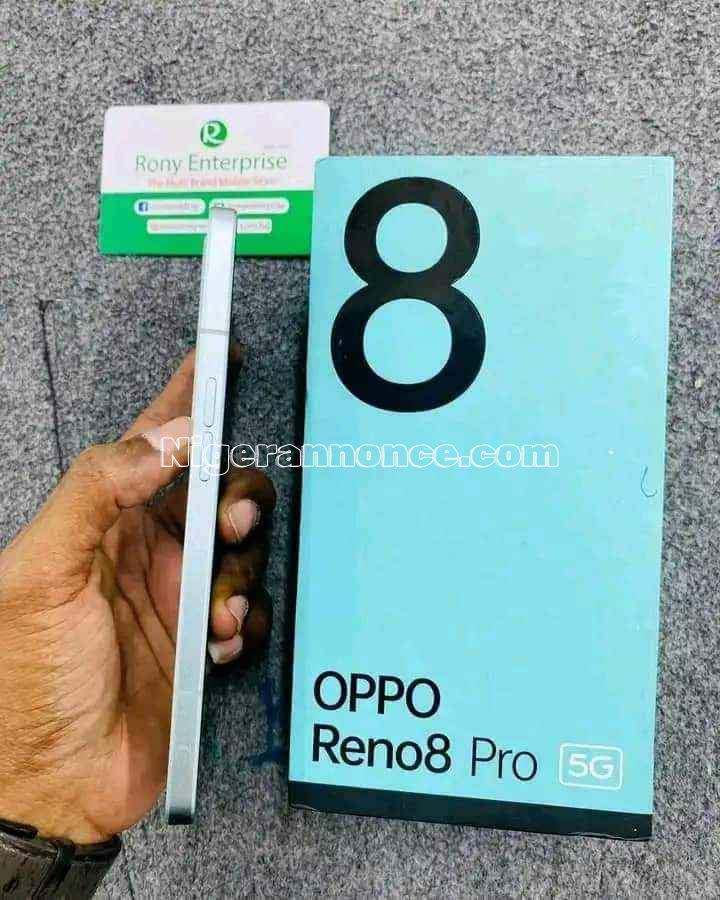 R
Rony Enterprise
The Multi Brand Mobile Store
8
Nigerannonce.com
OPPO
Reno8 Pro 5G